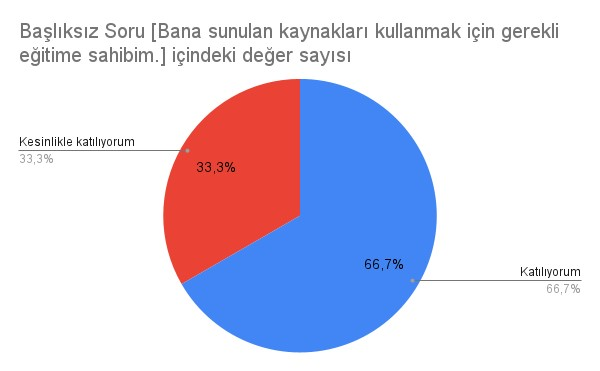 Başlıksız Soru [Bana sunulan kaynakları kullanmak için gerekli
eğitime sahibim.] içindeki değer sayısı
Kesinlikle katılıyorum
33,3%
33,3%
66,7%
Katılıyorum
66,7%